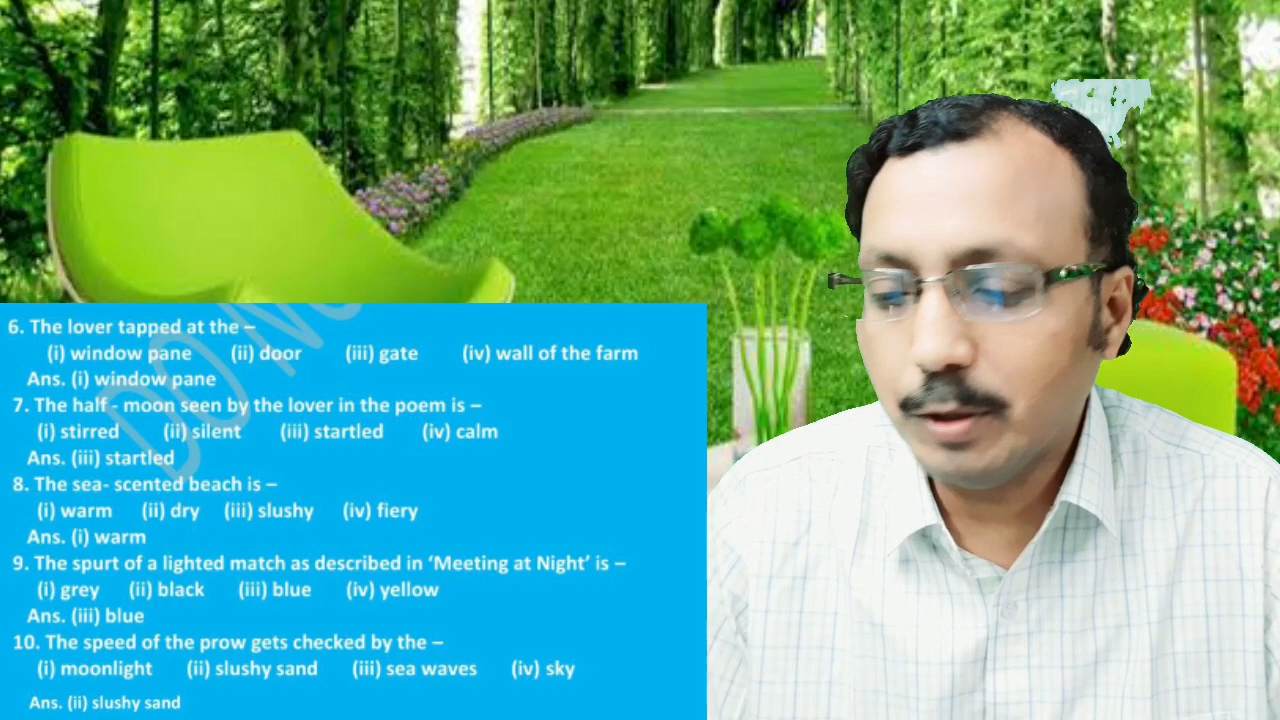 6. The lover tapped at the –
(i) window pane (ii) door (iii) gate (iv) wall of the farm
Ans. (i) window pane
7. The half - moon seen by the lover in the poem is –
(i) stirred (ii) silent (iii) startled (iv) calm
Ans. (iii) startled
8. The sea- scented beach is –
(i) warm (ii) dry (iii) slushy (iv) fiery
Ans. (i) warm
9. The spurt of a lighted match as described in ‘Meeting at Night’ is –
(i) grey (ii) black (iii) blue (iv) yellow
Ans. (iii) blue
10. The speed of the prow gets checked by the –
(i) moonlight (ii) slushy sand (iii) sea waves (iv) sky
Ans. (ii) slushy sand